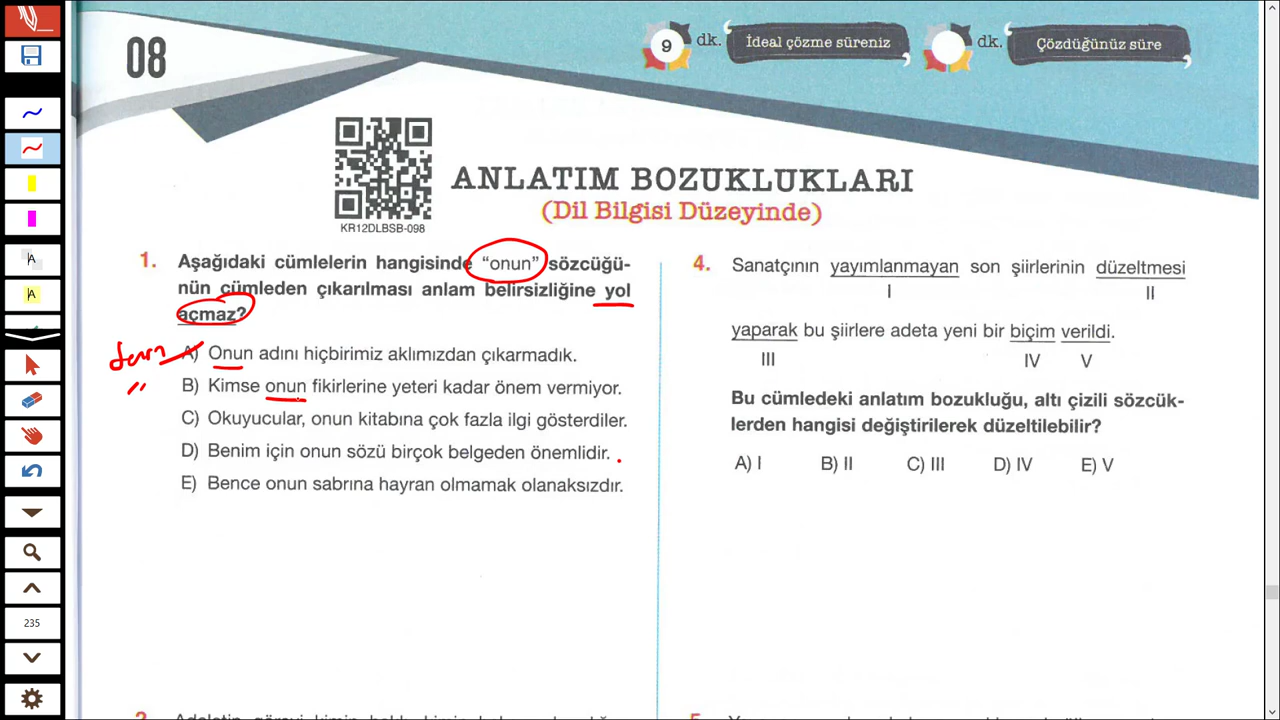 08
9 dk. İdeal çözme süreniz
dk. Çözdüğünüz süre
KR12DLBSB-098
ANLATIM BOZUKLUKLARI
(Dil Bilgisi Düzeyinde)
1. Aşağıdaki cümlelerin hangisinde “onun” sözcüğü-
nün cümleden çıkarılması anlam belirsizliğine yol
açmaz?
A) Onun adını hiçbirimiz aklımızdan çıkarmadık.
B) Kimse onun fikirlerine yeteri kadar önem vermiyor.
C) Okuyucular, onun kitabına çok fazla ilgi gösterdiler.
D) Benim için onun sözü birçok belgeden önemlidir.
E) Bence onun sabrına hayran olmamak olanaksızdır.
4. Sanatçının yayımlanmayan son şiirlerinin düzeltmesi
I II
yaparak bu şiirlere adeta yeni bir biçim verildi.
III IV V
Bu cümledeki anlatım bozukluğu, altı çizili sözcük-
lerden hangisi değiştirilerek düzeltilebilir?
A) I B) II C) III D) IV E) V
A
A
235